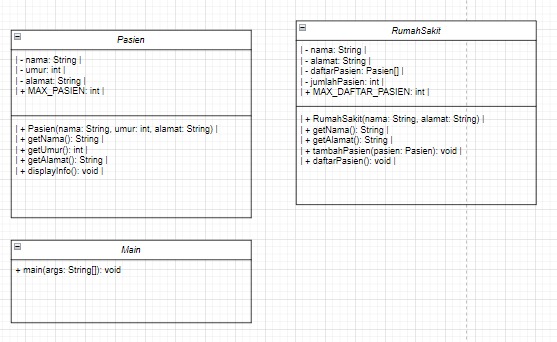 Pasien
| - nama: String |
| - umur: int |
| - alamat: String |
| + MAX_PASIEN: int |
| + Pasien(nama: String, umur: int, alamat: String) |
| + getNama(): String |
| + getUmur(): int |
| + getAlamat(): String |
| + displayInfo(): void |
RumahSakit
| - nama: String |
| - alamat: String |
| - daftarPasien: Pasien[] |
| - jumlahPasien: int |
| + MAX_DAFTAR_PASIEN: int |
| + RumahSakit(nama: String, alamat: String) |
| + getNama(): String |
| + getAlamat(): String |
| + tambahPasien(pasien: Pasien): void |
| + daftarPasien(): void |
Main
+ main(args: String[]): void